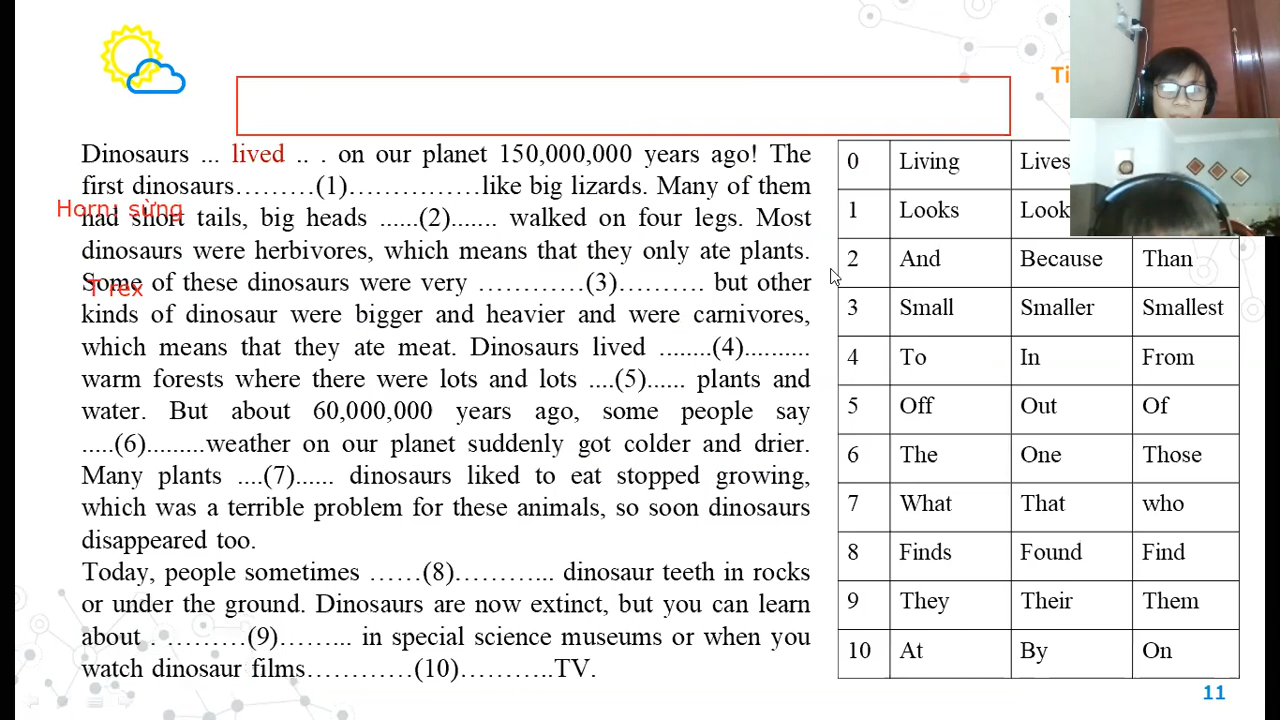 Ti
Dinosaurs ... lived .. . on our planet 150,000,000 years ago! The
first dinosaurs………(1)……………like big lizards. Many of them
Horn: sừng
had short tails, big heads ......(2)....... walked on four legs. Most
dinosaurs were herbivores, which means that they only ate plants.
Some of these dinosaurs were very …………(3)………. but other
T rex
kinds of dinosaur were bigger and heavier and were carnivores,
which means that they ate meat. Dinosaurs lived ........(4)..........
warm forests where there were lots and lots ....(5)...... plants and
water. But about 60,000,000 years ago, some people say
.....(6).........weather on our planet suddenly got colder and drier.
Many plants ....(7)...... dinosaurs liked to eat stopped growing,
which was a terrible problem for these animals, so soon dinosaurs
disappeared too.
Today, people sometimes ……(8)………... dinosaur teeth in rocks
or under the ground. Dinosaurs are now extinct, but you can learn
about . ………(9)……... in special science museums or when you
watch dinosaur films…………(10)………..TV.
0 Living Lives
1 Looks Look
2 And Because Than
3 Small Smaller Smallest
4 To In From
5 Off Out Of
6 The One Those
7 What That who
8 Finds Found Find
9 They Their Them
10 At By On
11